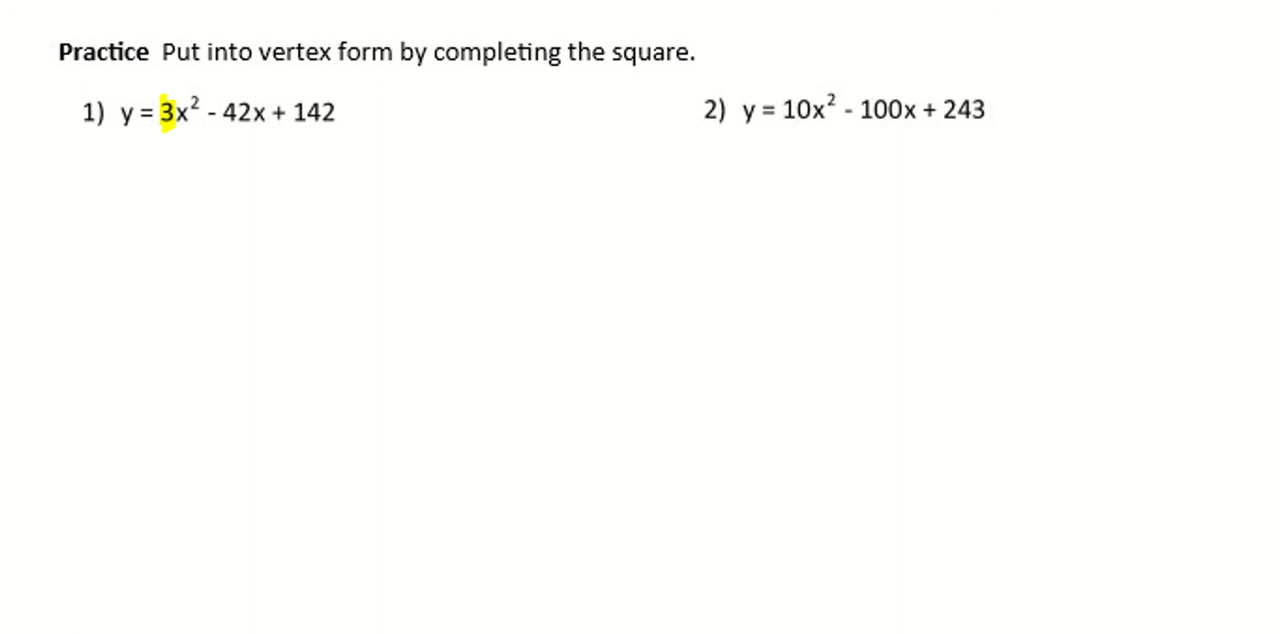 Practice Put into vertex form by completing the square.
1) y = 3x² - 42x + 142
2) y = 10x² - 100x + 243